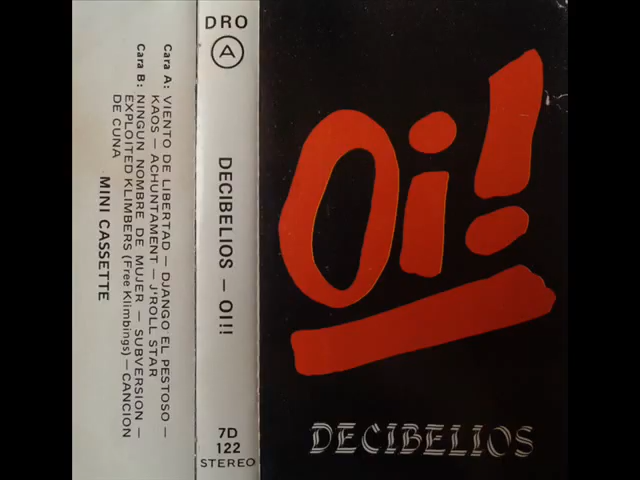 Cara A: VIENTO DE LIBERTAD — DJANGO EL PESTOSO —
KAOS — ACHUNTAMENT — J'ROLL STAR
Cara B: NINGUN NOMBRE DE MUJER — SUBVERSION —
EXPLOITED KLIMBERS (Free Klimbings) — CANCION
DE CUNA
MINI CASSETTE
DRO
A
DECIBELIOS — OI!!!
7D
122
STEREO
Oi!
DECIBELIOS